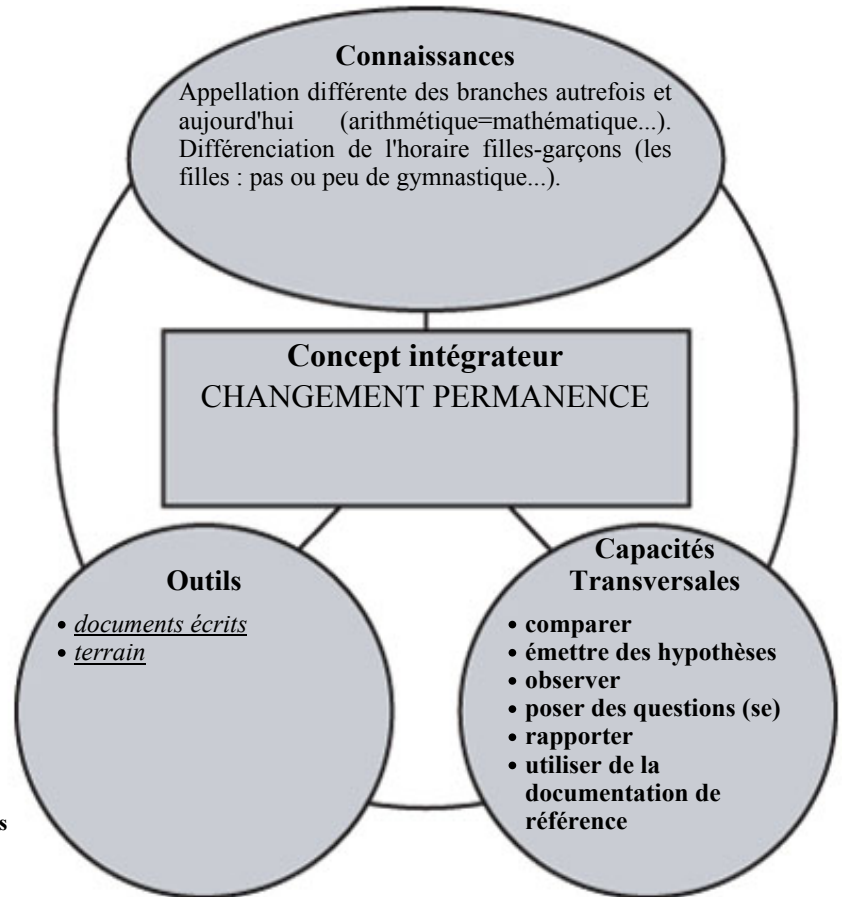 Connaissances
Appellation différente des branches autrefois et
aujourd'hui (arithmétique=mathématique...).
Différenciation de l'horaire filles-garçons (les
filles : pas ou peu de gymnastique...).
Concept intégrateur
CHANGEMENT PERMANENCE
Outils
• documents écrits
• terrain
Capacités
Transversales
• comparer
• émettre des hypothèses
• observer
• poser des questions (se)
• rapporter
• utiliser de la
documentation de
référence
s